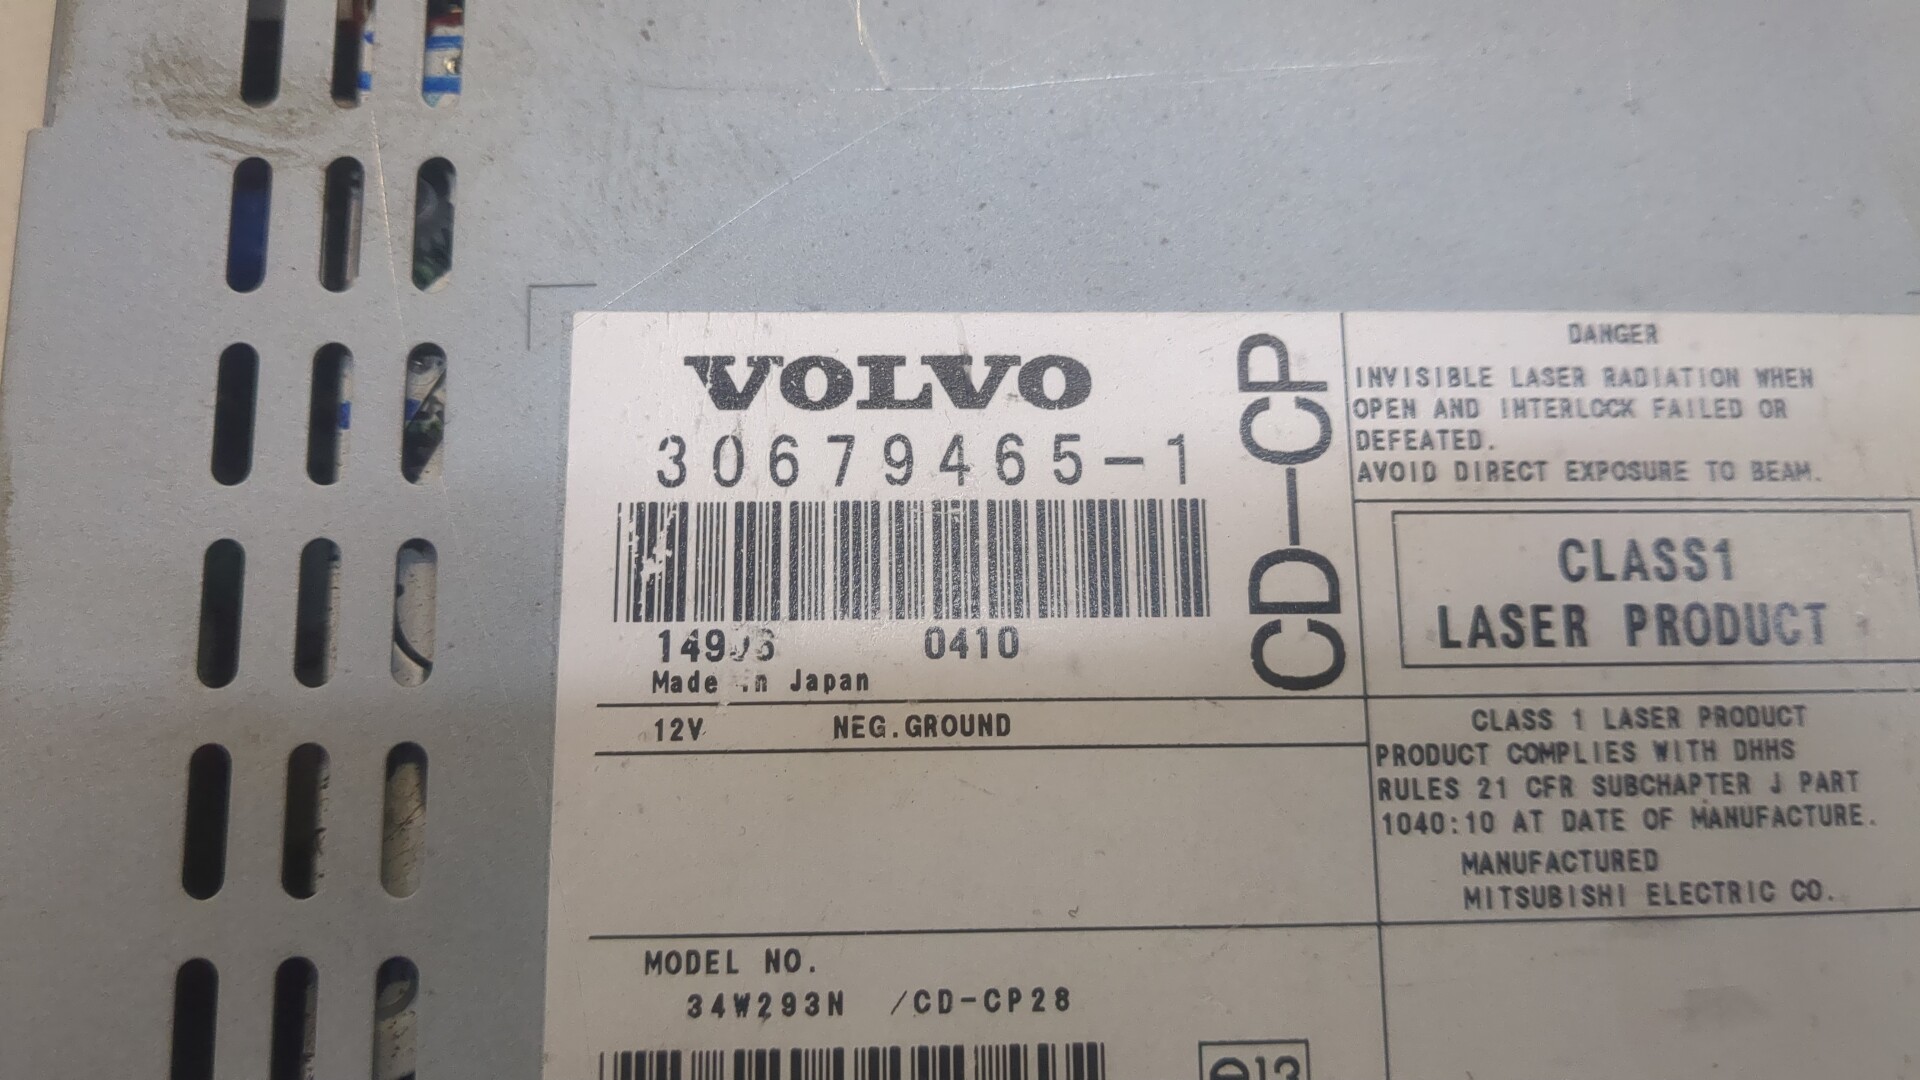 VOLVO
30679465-1
0410
Made in Japan
12V NEG.GROUND
CD-CP
MODEL NO.
34W293N /CD-CP28
DANGER
INVISIBLE LASER RADIATION WHEN
OPEN AND INTERLOCK FAILED OR
DEFEATED.
AVOID DIRECT EXPOSURE TO BEAM.
CLASS1
LASER PRODUCT
CLASS 1 LASER PRODUCT
PRODUCT COMPLIES WITH DHHS
RULES 21 CFR SUBCHAPTER J PART
1040:10 AT DATE OF MANUFACTURE.
MANUFACTURED
MITSUBISHI ELECTRIC CO.
e13